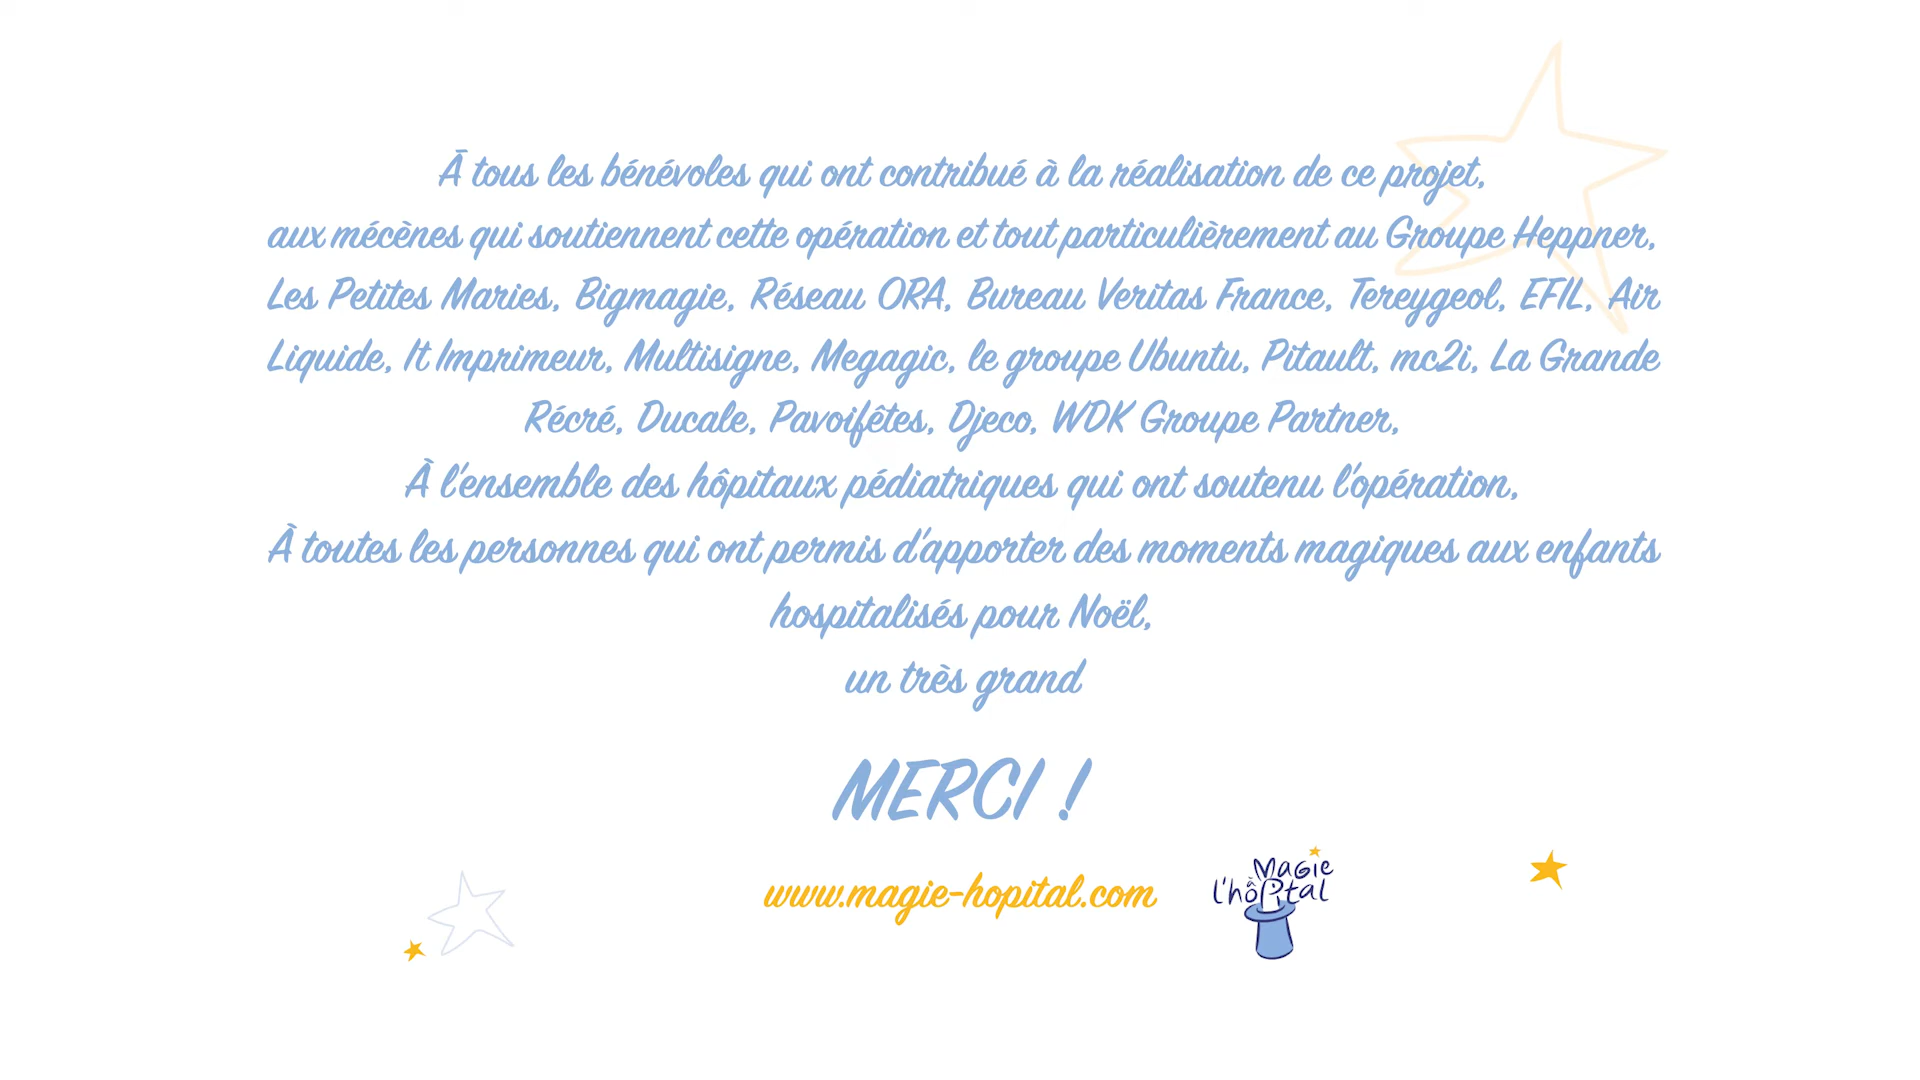 À tous les bénévoles qui ont contribué à la réalisation de ce projet,
aux mécènes qui soutiennent cette opération et tout particulièrement au Groupe Heppner,
Les Petites Maries, Bigmagie, Réseau ORA, Bureau Veritas France, Tereygeol, EFIL, Air
Liquide, It Imprimeur, Multisigne, Megagic, le groupe Ubuntu, Pitault, mc2i, La Grande
Récré, Ducale, Pavoifêtes, Djeco, WDK Groupe Partner,
À l'ensemble des hôpitaux pédiatriques qui ont soutenu l'opération,
À toutes les personnes qui ont permis d'apporter des moments magiques aux enfants
hospitalisés pour Noël,
un très grand
MERCI !
www.magie-hopital.com
Magie
à
l'hôpital